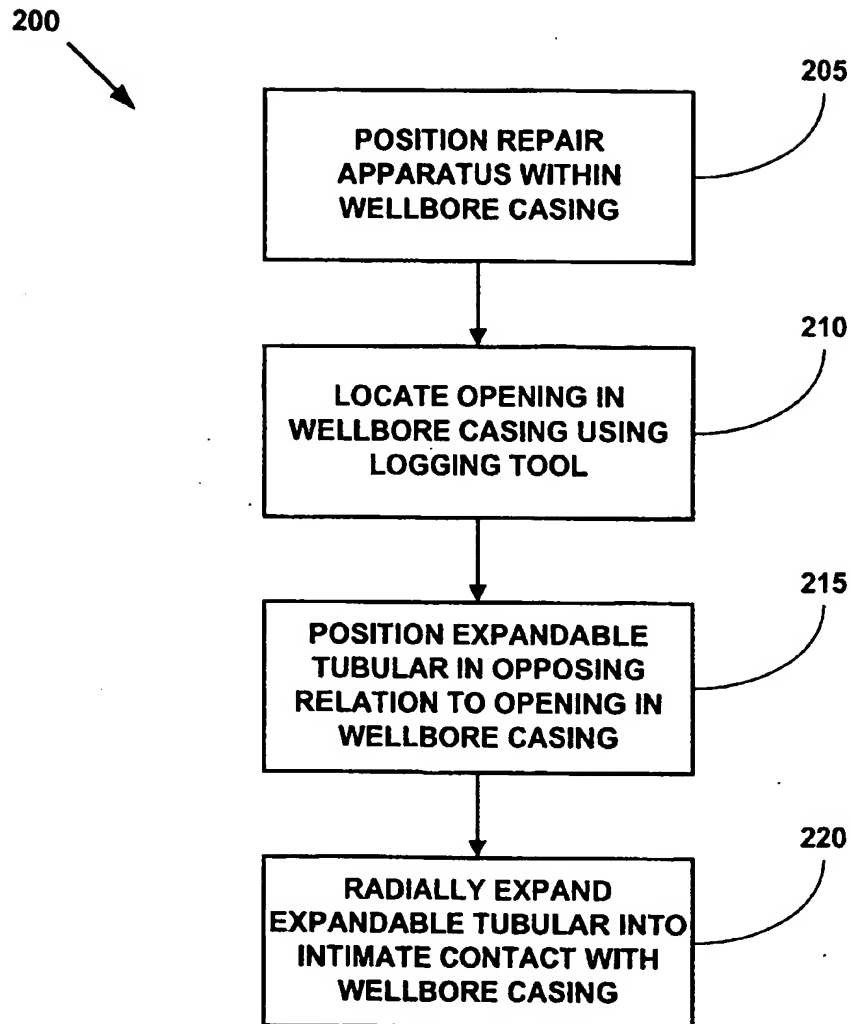 200
205
POSITION REPAIR
APPARATUS WITHIN
WELLBORE CASING
210
LOCATE OPENING IN
WELLBORE CASING USING
LOGGING TOOL
215
POSITION EXPANDABLE
TUBULAR IN OPPOSING
RELATION TO OPENING IN
WELLBORE CASING
220
RADIALLY EXPAND
EXPANDABLE TUBULAR INTO
INTIMATE CONTACT WITH
WELLBORE CASING